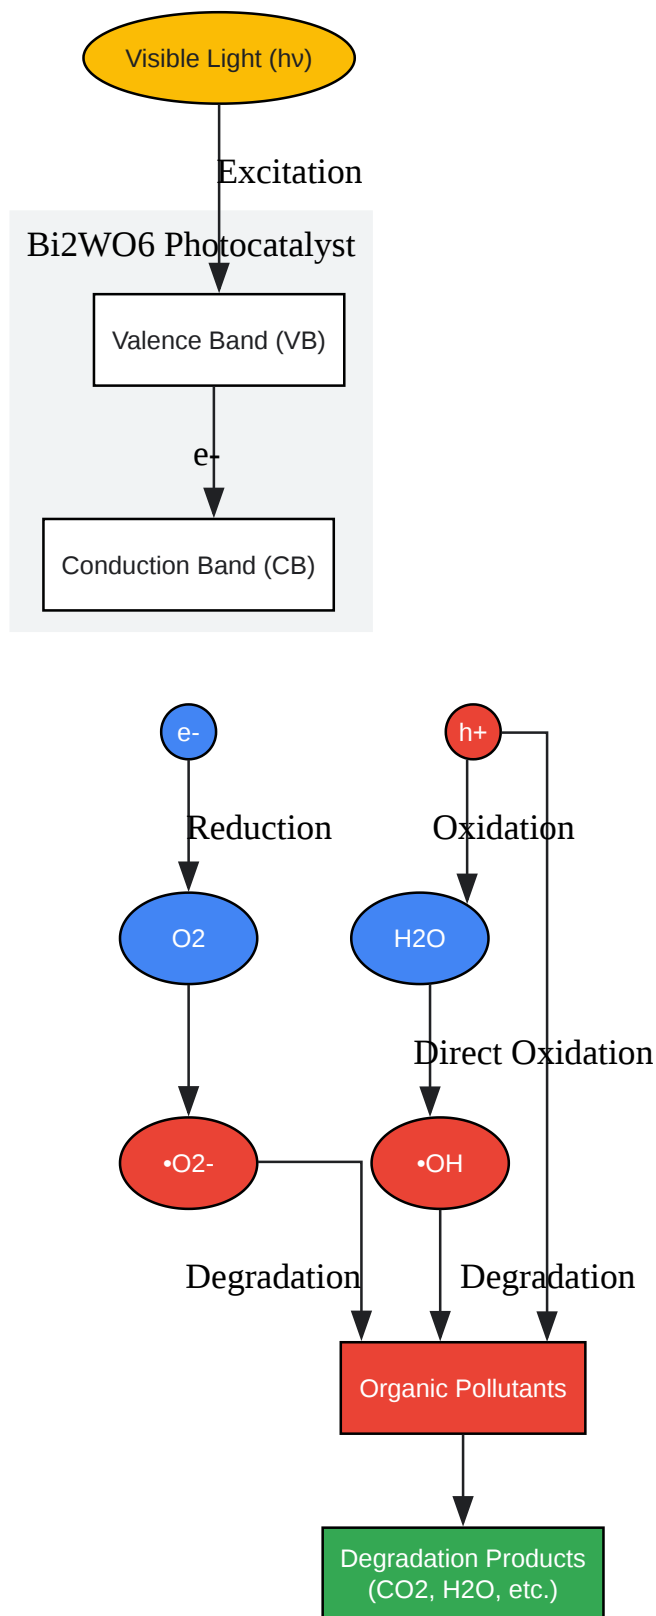 Visible Light (hν)
Excitation
Bi2WO6 Photocatalyst
Valence Band (VB)
e-
Conduction Band (CB)
e-
h+
Reduction
Oxidation
O2
H2O
Direct Oxidation
•O2-
•OH
Degradation
Degradation
Organic Pollutants
Degradation Products
(CO2, H2O, etc.)